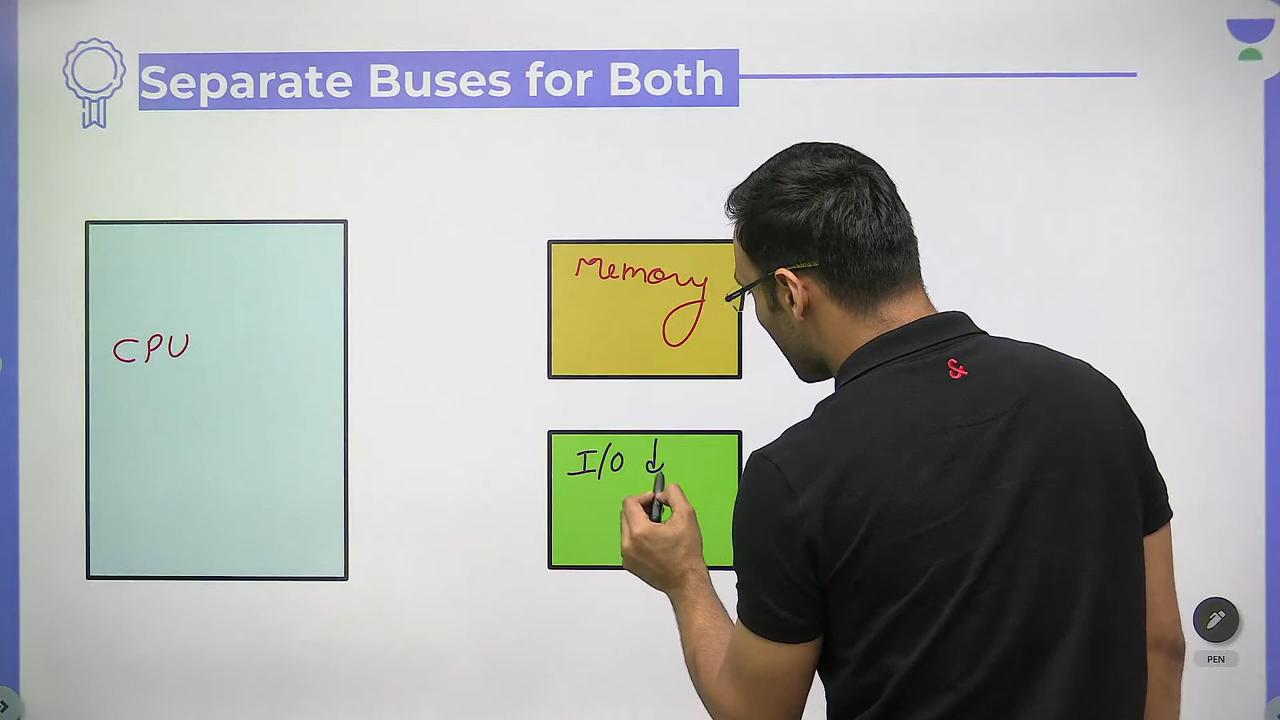 Separate Buses for Both
Memory
CPU
I/O
&
PEN